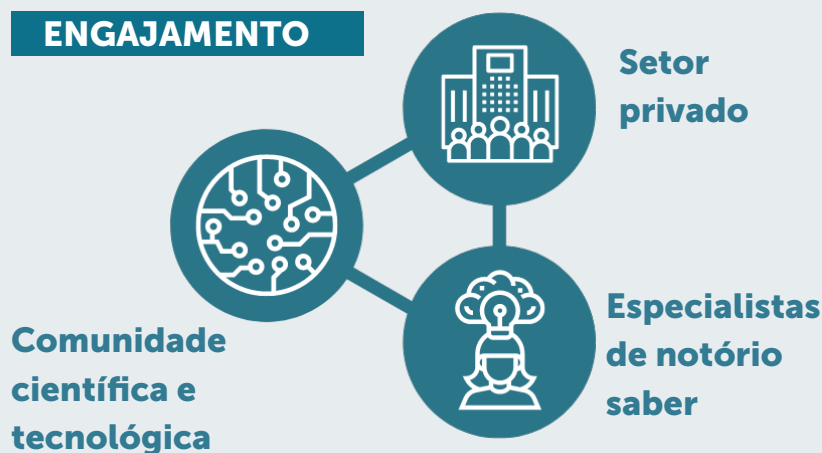 ENGAJAMENTO
Setor
privado
Especialistas
de notório
saber
Comunidade
científica e
tecnológica